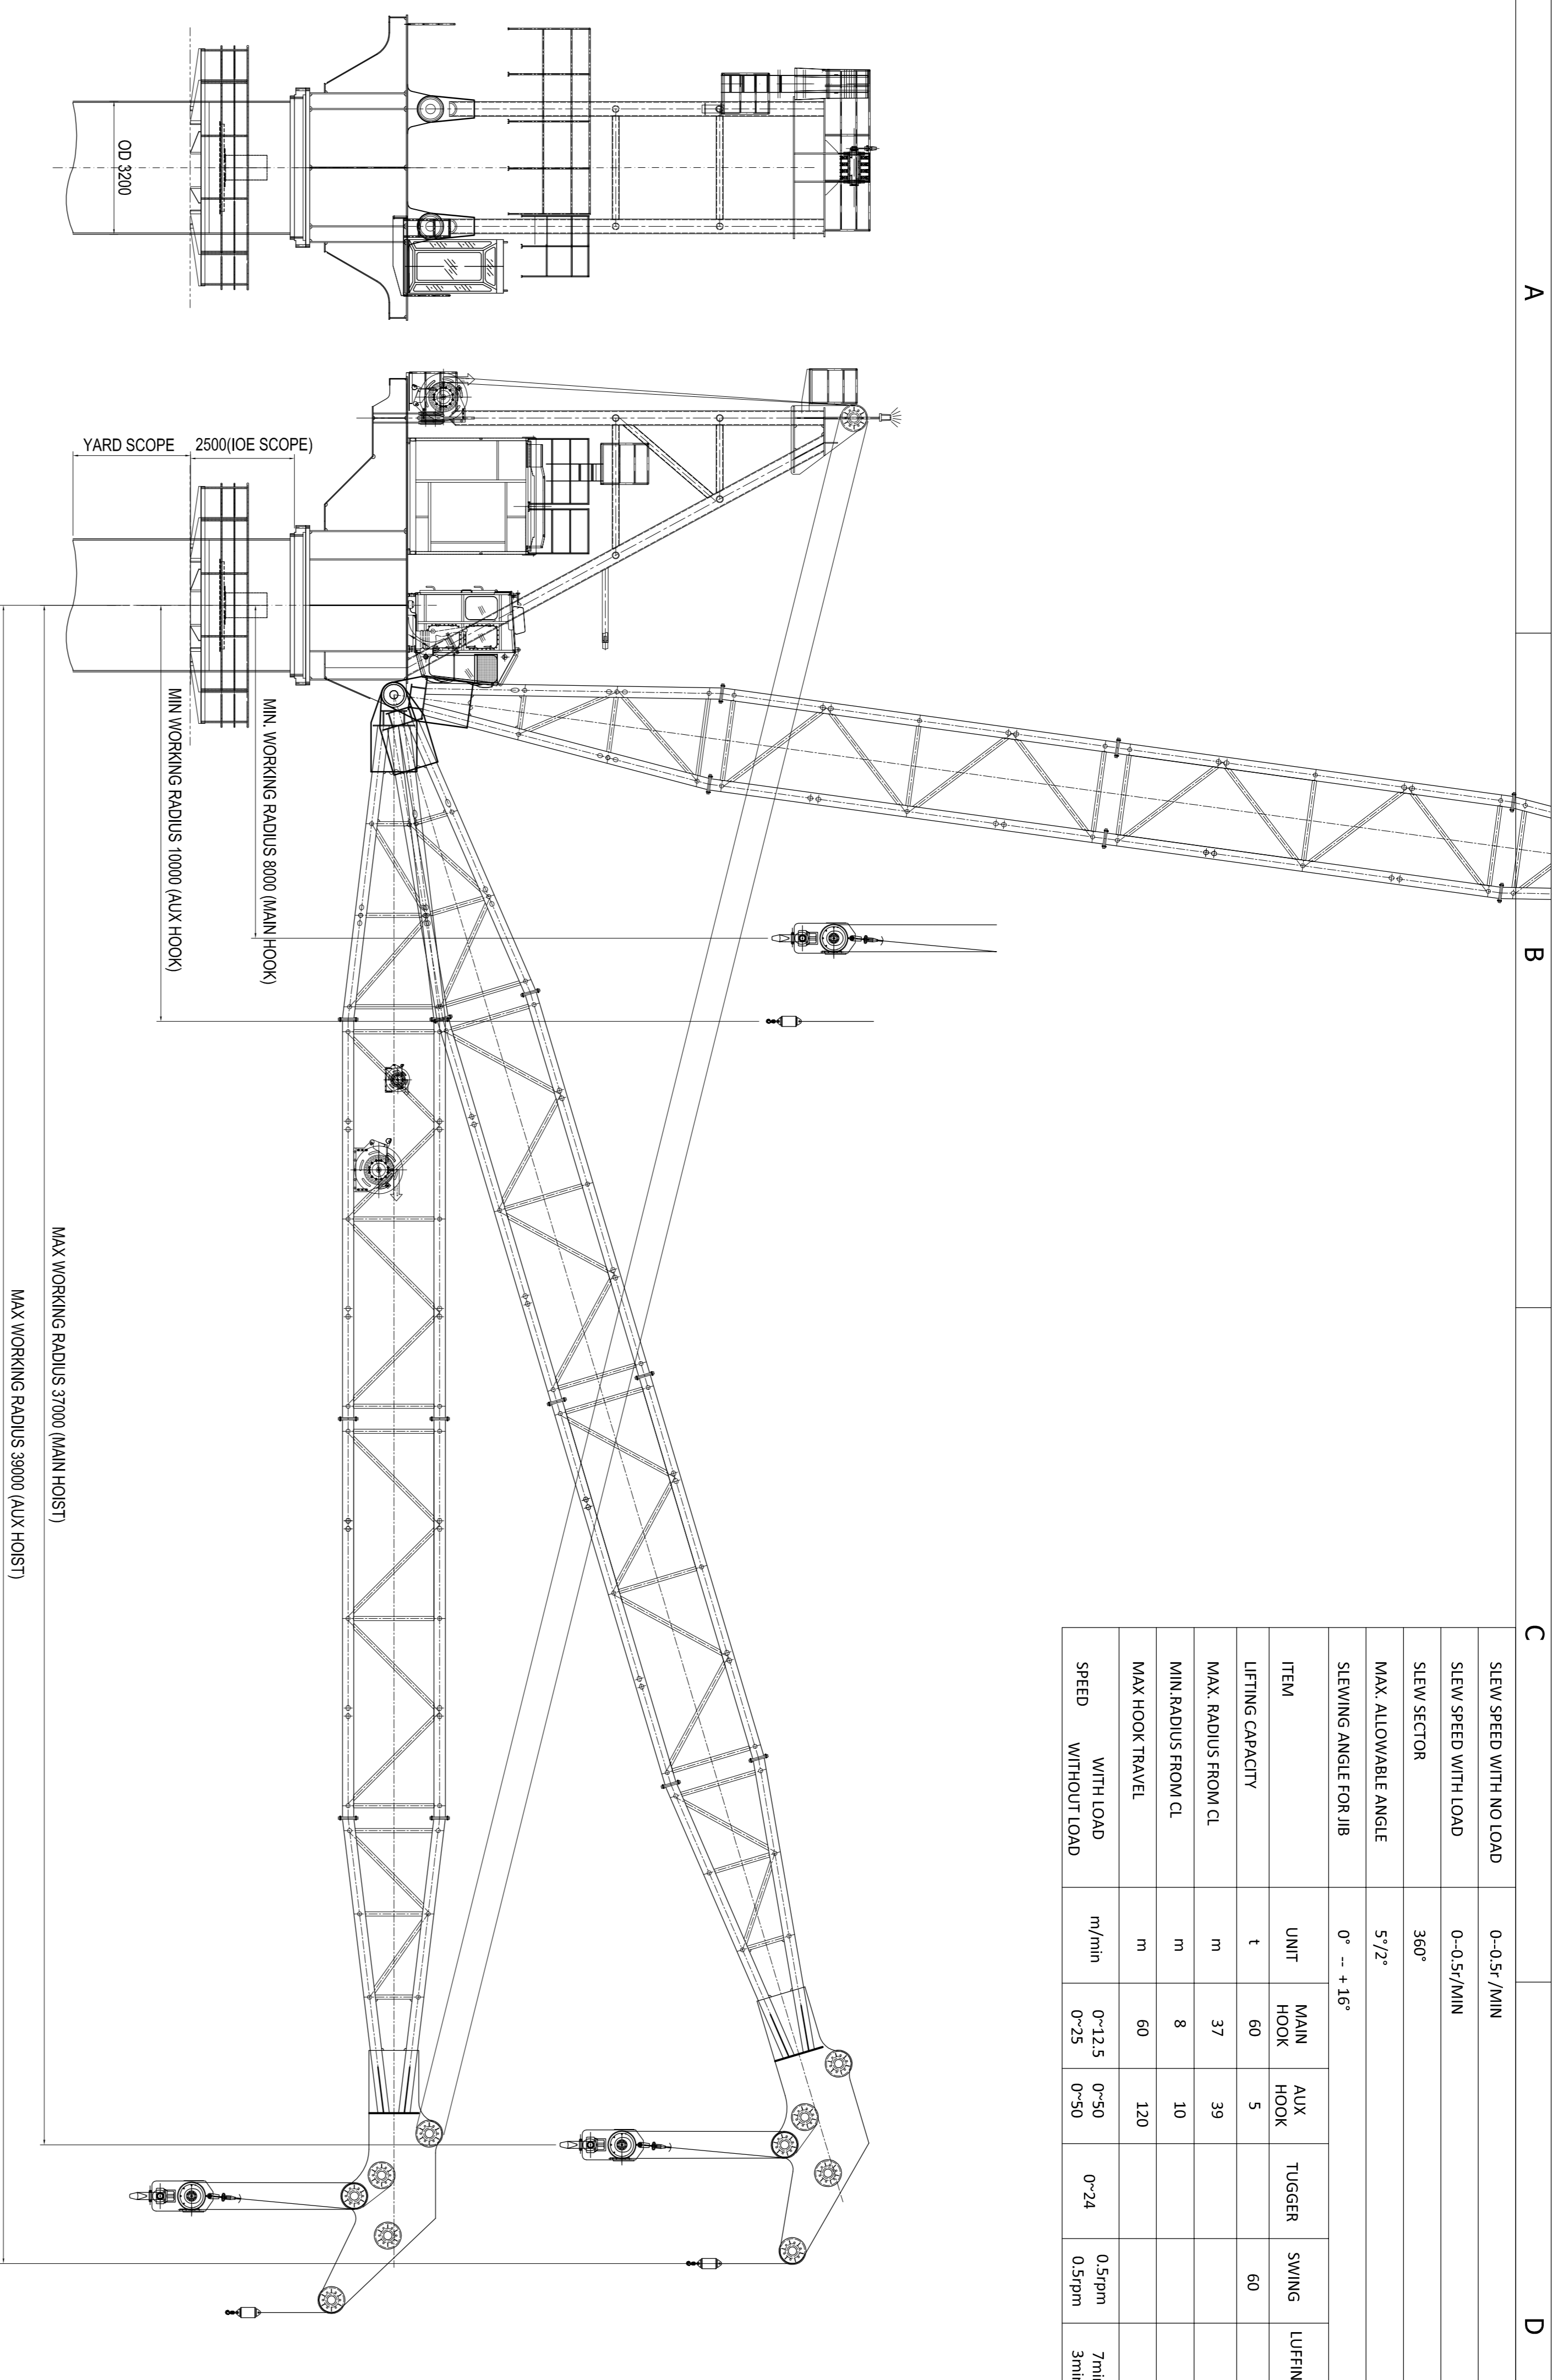 A
B
C
D
SLEW SPEED WITH NO LOAD 0--0.5r /MIN
SLEW SPEED WITH LOAD 0--0.5r/MIN
SLEW SECTOR 360°
MAX. ALLOWABLE ANGLE 5°/2°
SLEWING ANGLE FOR JIB 0° -- + 16°
ITEM UNIT MAIN HOOK AUX HOOK TUGGER SWING
LIFTING CAPACITY t 60 5 60
MAX. RADIUS FROM CL m 37 39
MIN.RADIUS FROM CL m 8 10
MAX HOOK TRAVEL m 60 120
SPEED WITH LOAD m/min 0~12.5 0~50 0~24 0.5rpm
WITHOUT LOAD 0~25 0~50 0.5rpm
OD 3200
YARD SCOPE
2500(IOE SCOPE)
MIN. WORKING RADIUS 8000 (MAIN HOOK)
MIN WORKING RADIUS 10000 (AUX HOOK)
MAX WORKING RADIUS 37000 (MAIN HOIST)
MAX WORKING RADIUS 39000 (AUX HOIST)